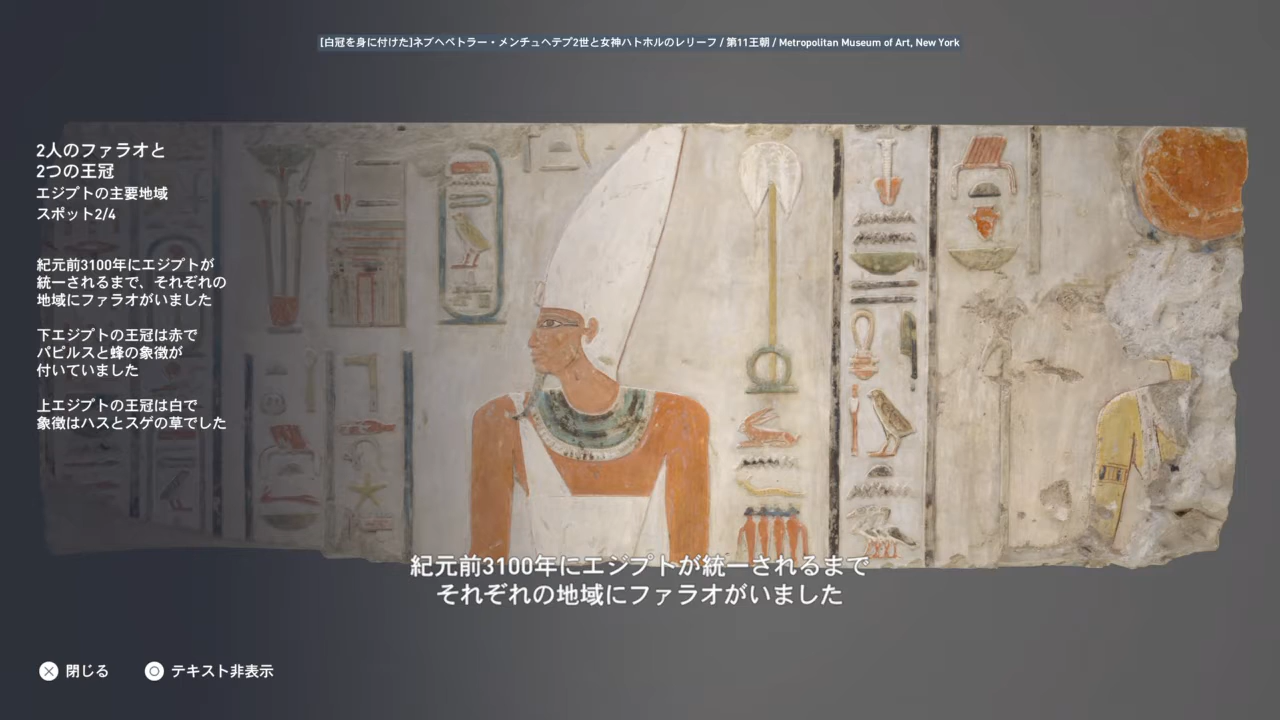 [白冠を身に付けた]ネブヘペトラー・メンチュヘテプ2世と女神ハトホルのレリーフ / 第11王朝 / Metropolitan Museum of Art, New York
2人のファラオと
2つの王冠
エジプトの主要地域
スポット2/4
紀元前3100年にエジプトが
統一されるまで、それぞれの
地域にファラオがいました
下エジプトの王冠は赤で
パピルスと蜂の象徴が
付いていました
上エジプトの王冠は白で
象徴はハスとスゲの草でした
紀元前3100年にエジプトが統一されるまで
それぞれの地域にファラオがいました
閉じる
テキスト非表示